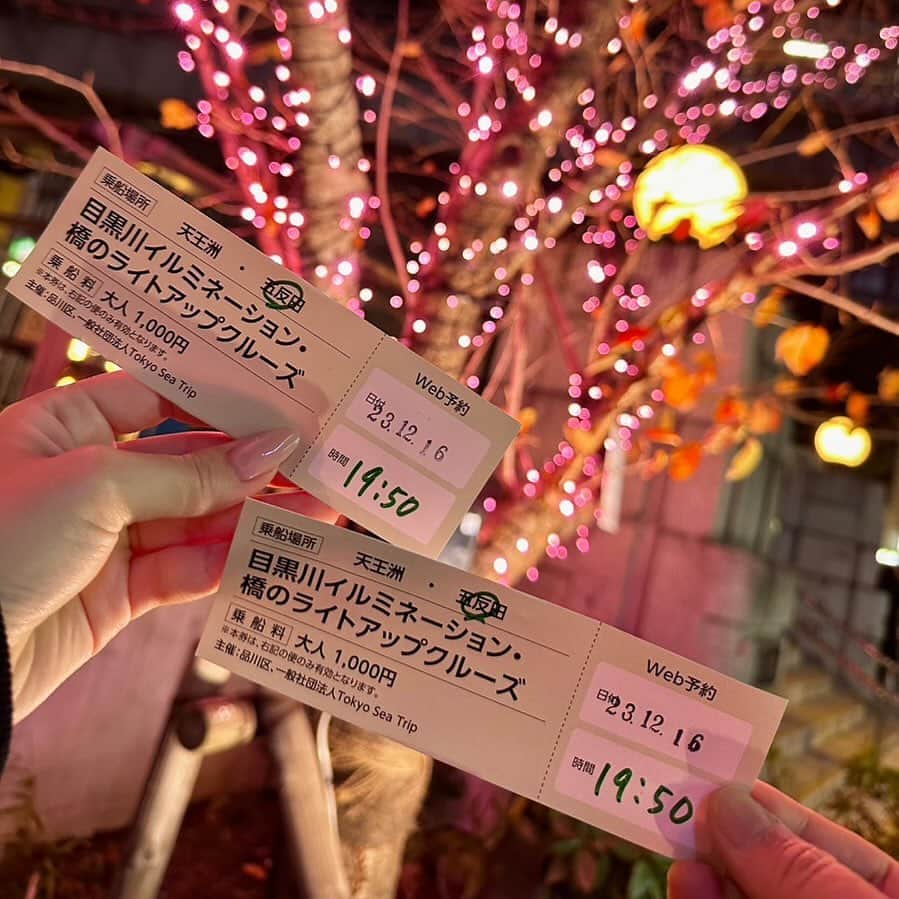 乗船場所 天王洲 ・ 五反田
目黒川イルミネーション・
橋のライトアップクルーズ
乗船料 大人 1,000円
※本券は、右記の便のみ有効となります。
主催:品川区、一般社団法人Tokyo Sea Trip
Web予約
日付 23.12.16
時間 19:50
乗船場所 天王洲 ・ 五反田
目黒川イルミネーション・
橋のライトアップクルーズ
乗船料 大人 1,000円
※本券は、右記の便のみ有効となります。
主催:品川区、一般社団法人Tokyo Sea Trip
Web予約
日付 23.12.16
時間 19:50